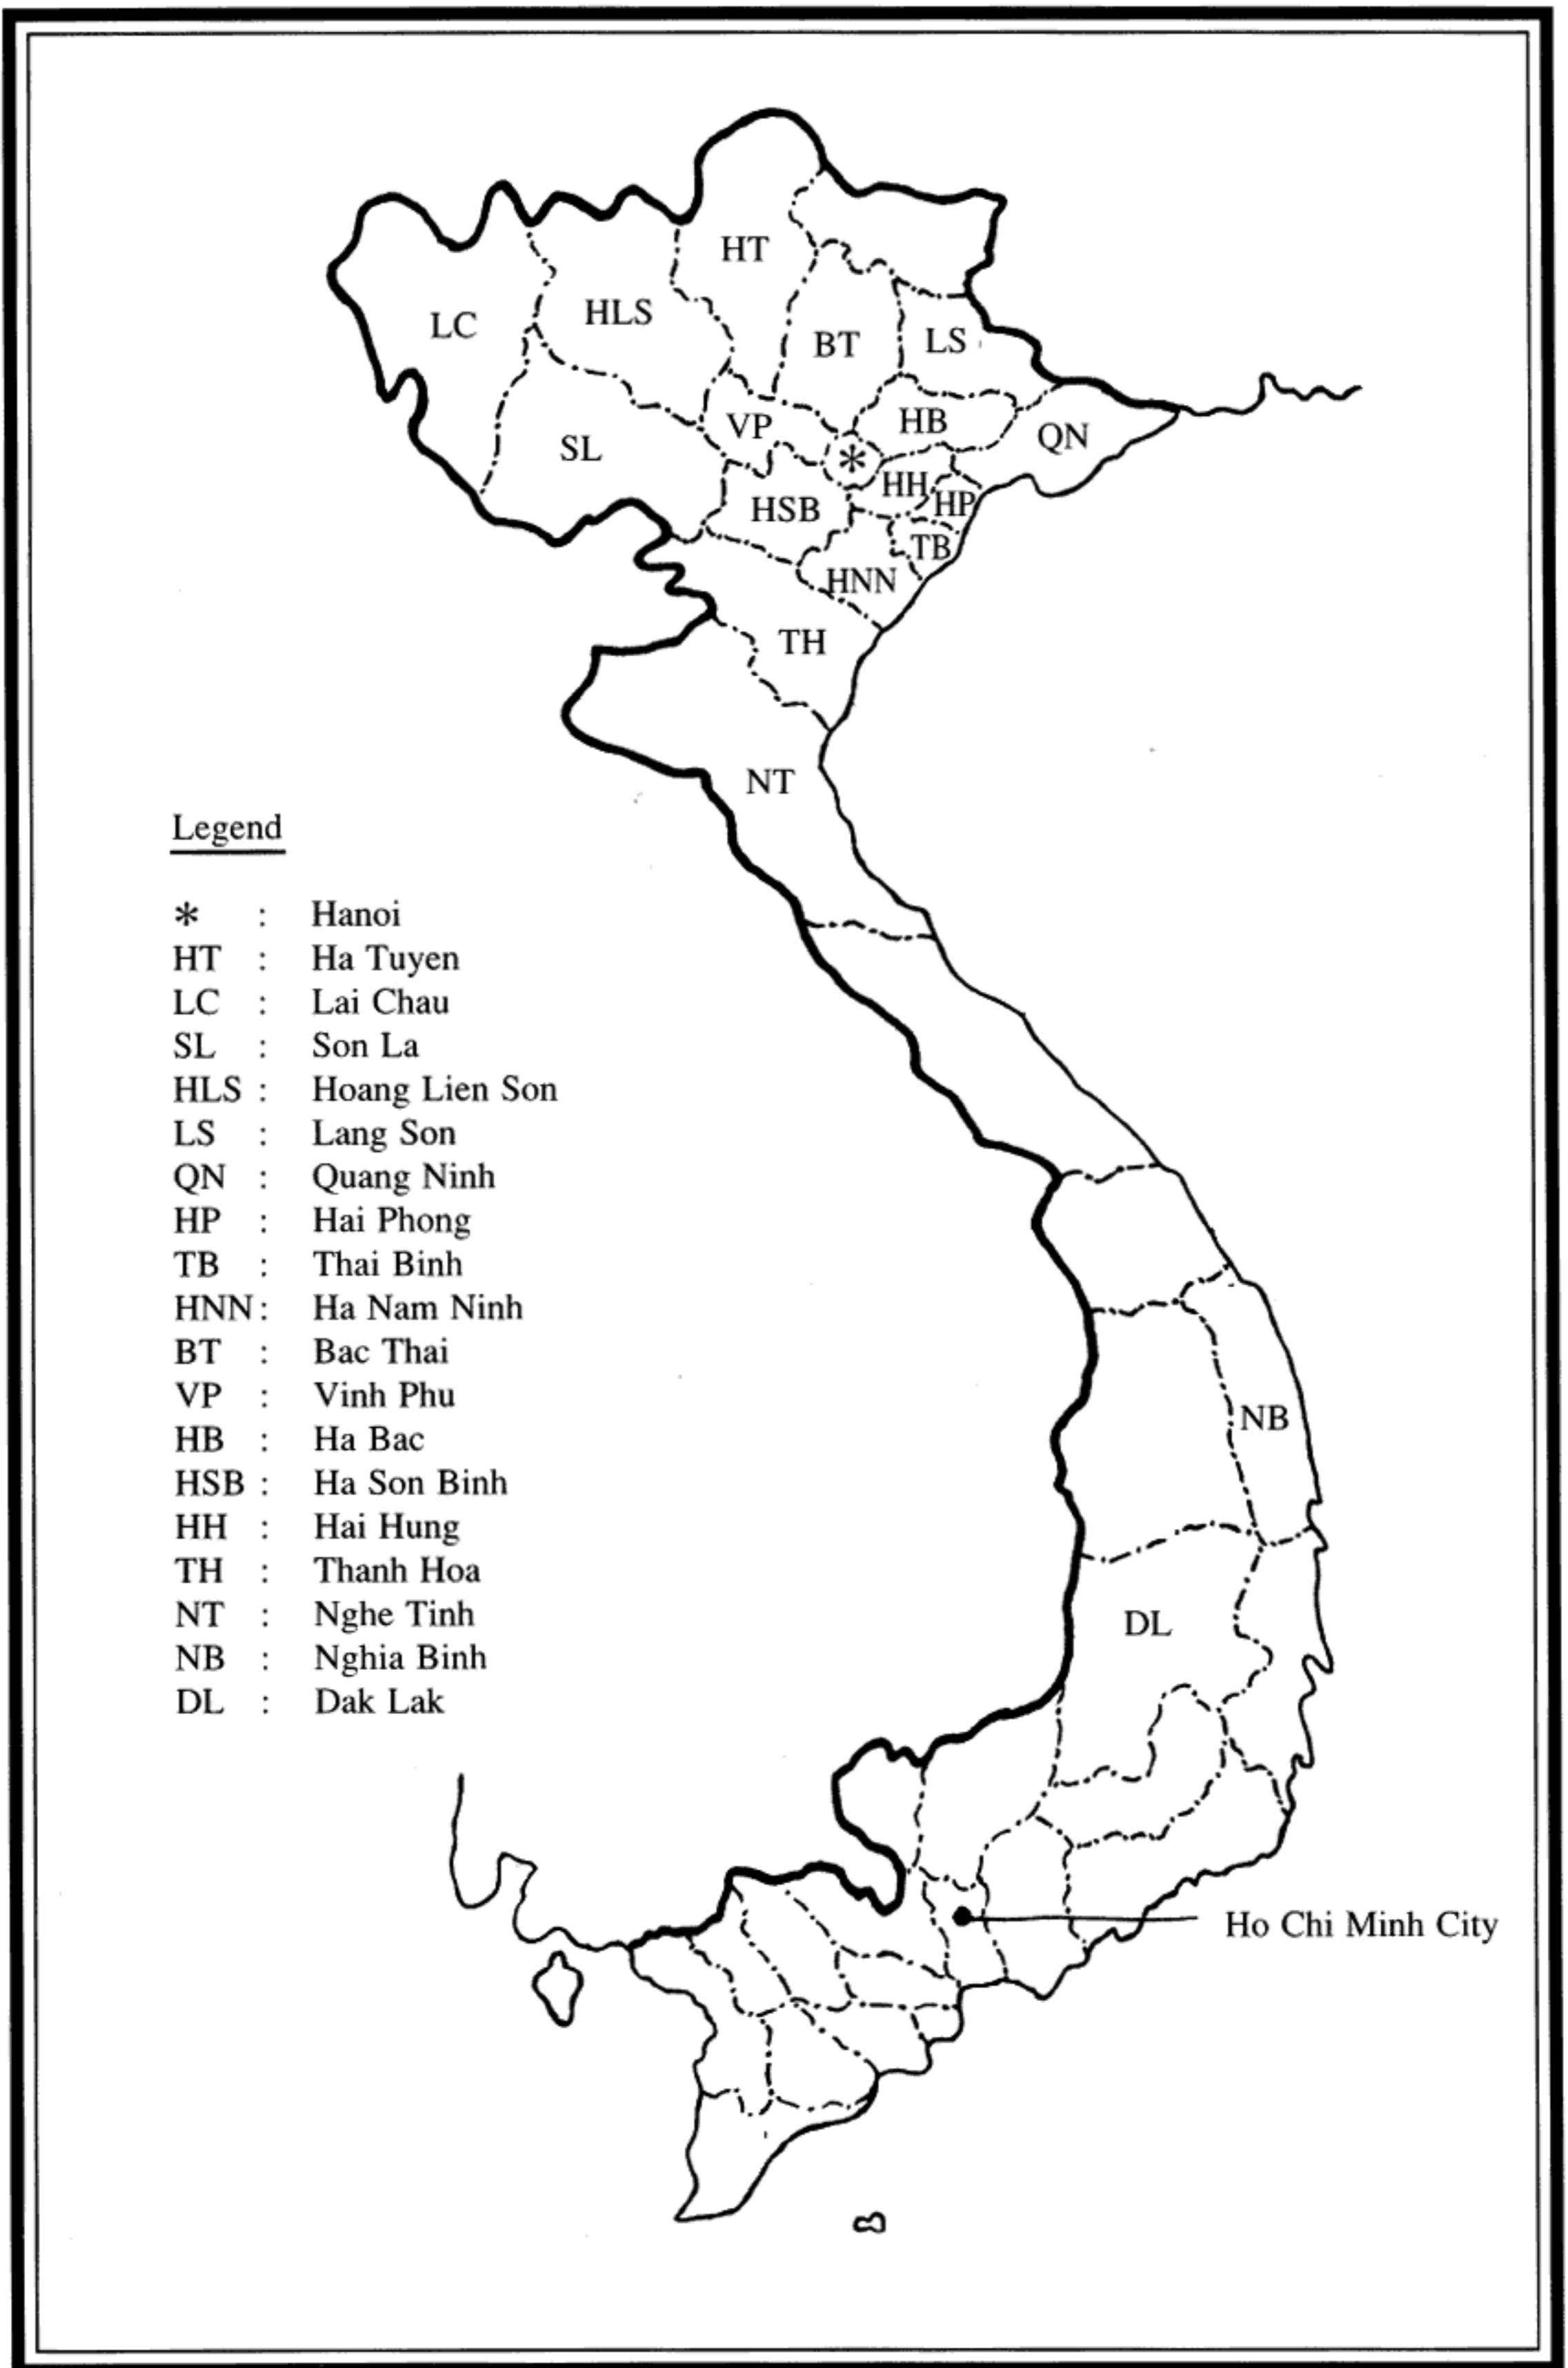 HT
LC
HLS
BT
LS
VP
HB
QN
SL
*
HH
HP
HSB
TB
HNN
TH
NT
Legend
* : Hanoi
HT : Ha Tuyen
LC : Lai Chau
SL : Son La
HLS : Hoang Lien Son
LS : Lang Son
QN : Quang Ninh
HP : Hai Phong
TB : Thai Binh
HNN : Ha Nam Ninh
BT : Bac Thai
VP : Vinh Phu
HB : Ha Bac
HSB : Ha Son Binh
HH : Hai Hung
TH : Thanh Hoa
NT : Nghe Tinh
NB : Nghia Binh
DL : Dak Lak
NB
DL
Ho Chi Minh City